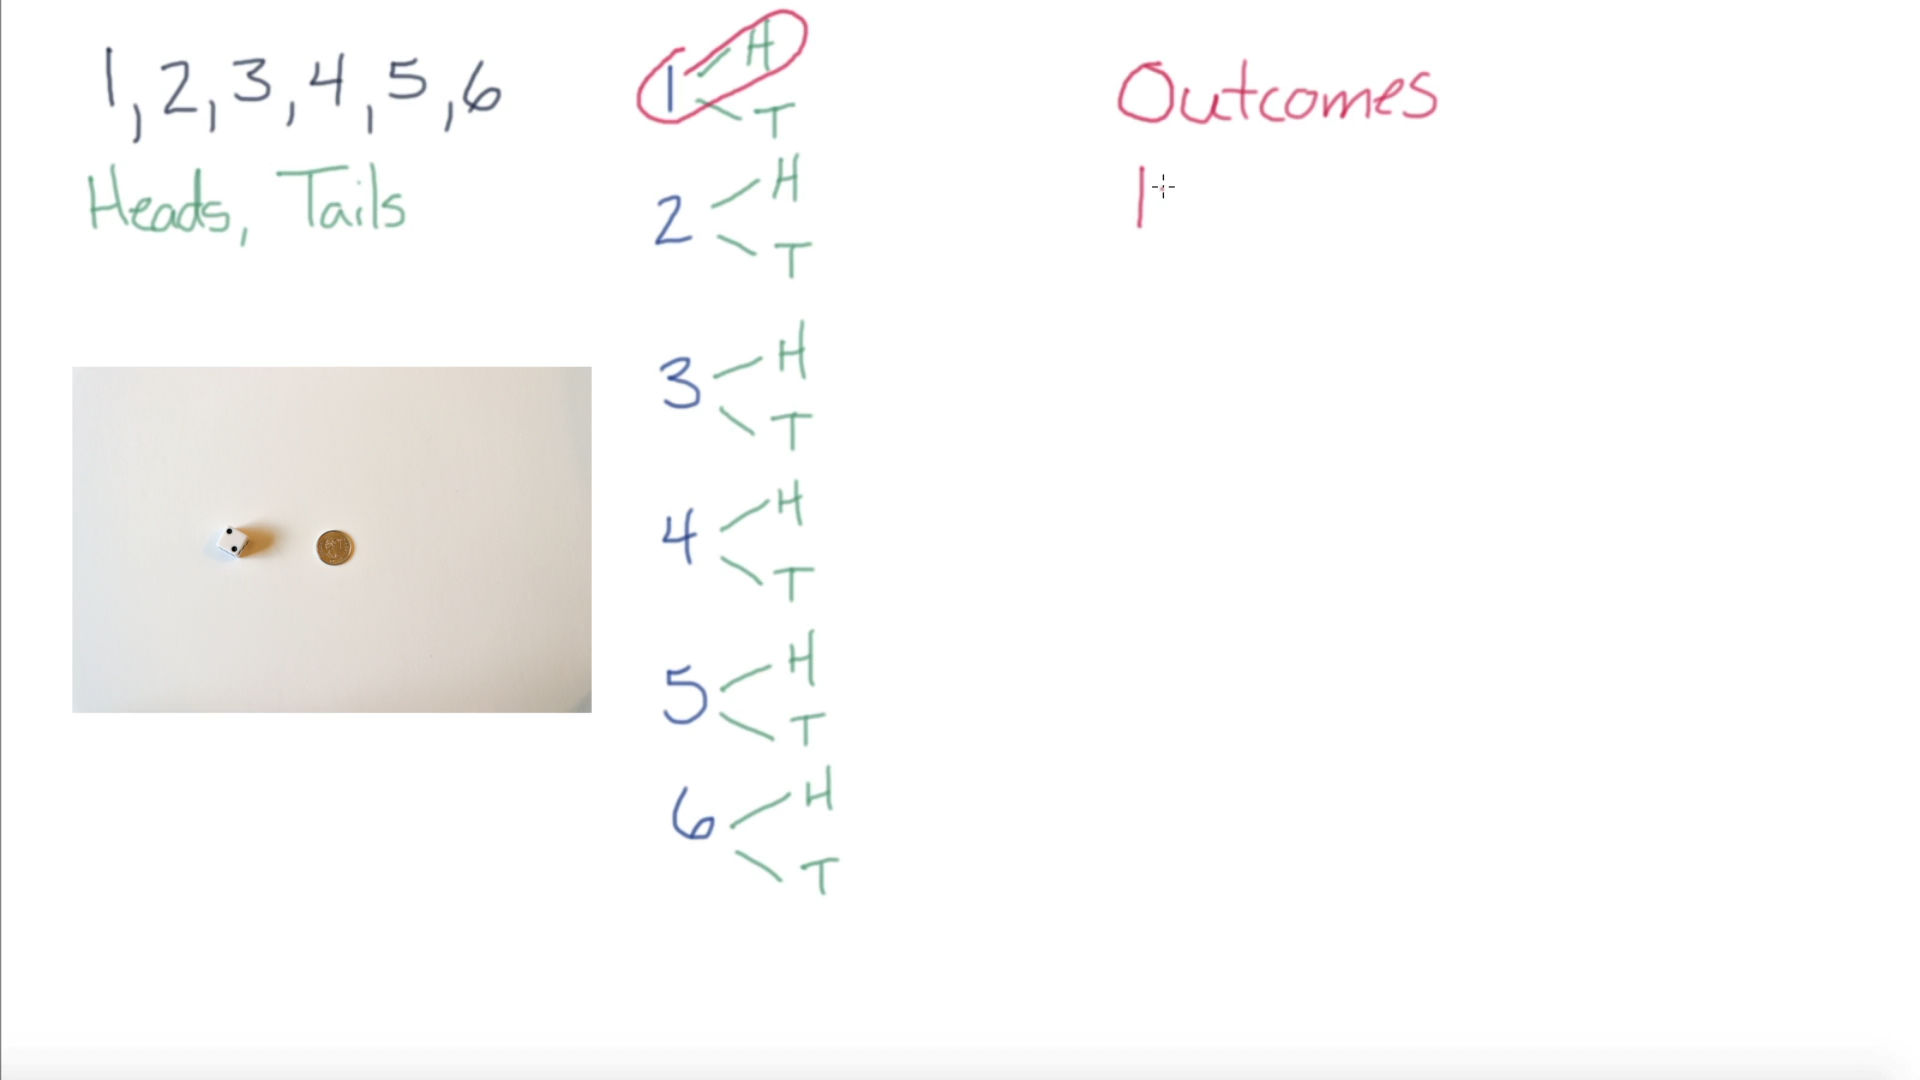 1, 2, 3, 4, 5, 6
Heads, Tails
1 H
T
2 H
T
3 H
T
4 H
T
5 H
T
6 H
T
Outcomes
1